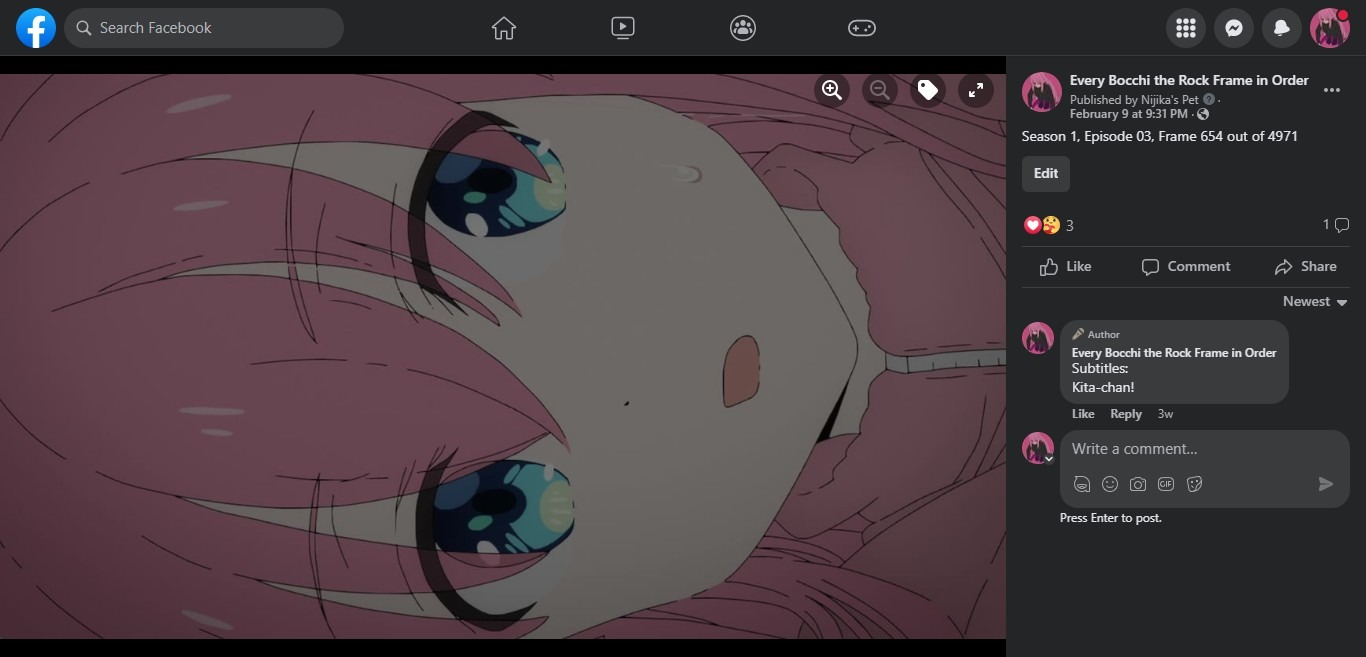 Search Facebook
Every Bocchi the Rock Frame in Order
Published by Nijika's Pet ·
February 9 at 9:31 PM ·
Season 1, Episode 03, Frame 654 out of 4971
Edit
3
1
Like
Comment
Share
Newest
Author
Every Bocchi the Rock Frame in Order
Subtitles:
Kita-chan!
Like Reply 3w
Write a comment...
GIF
Press Enter to post.